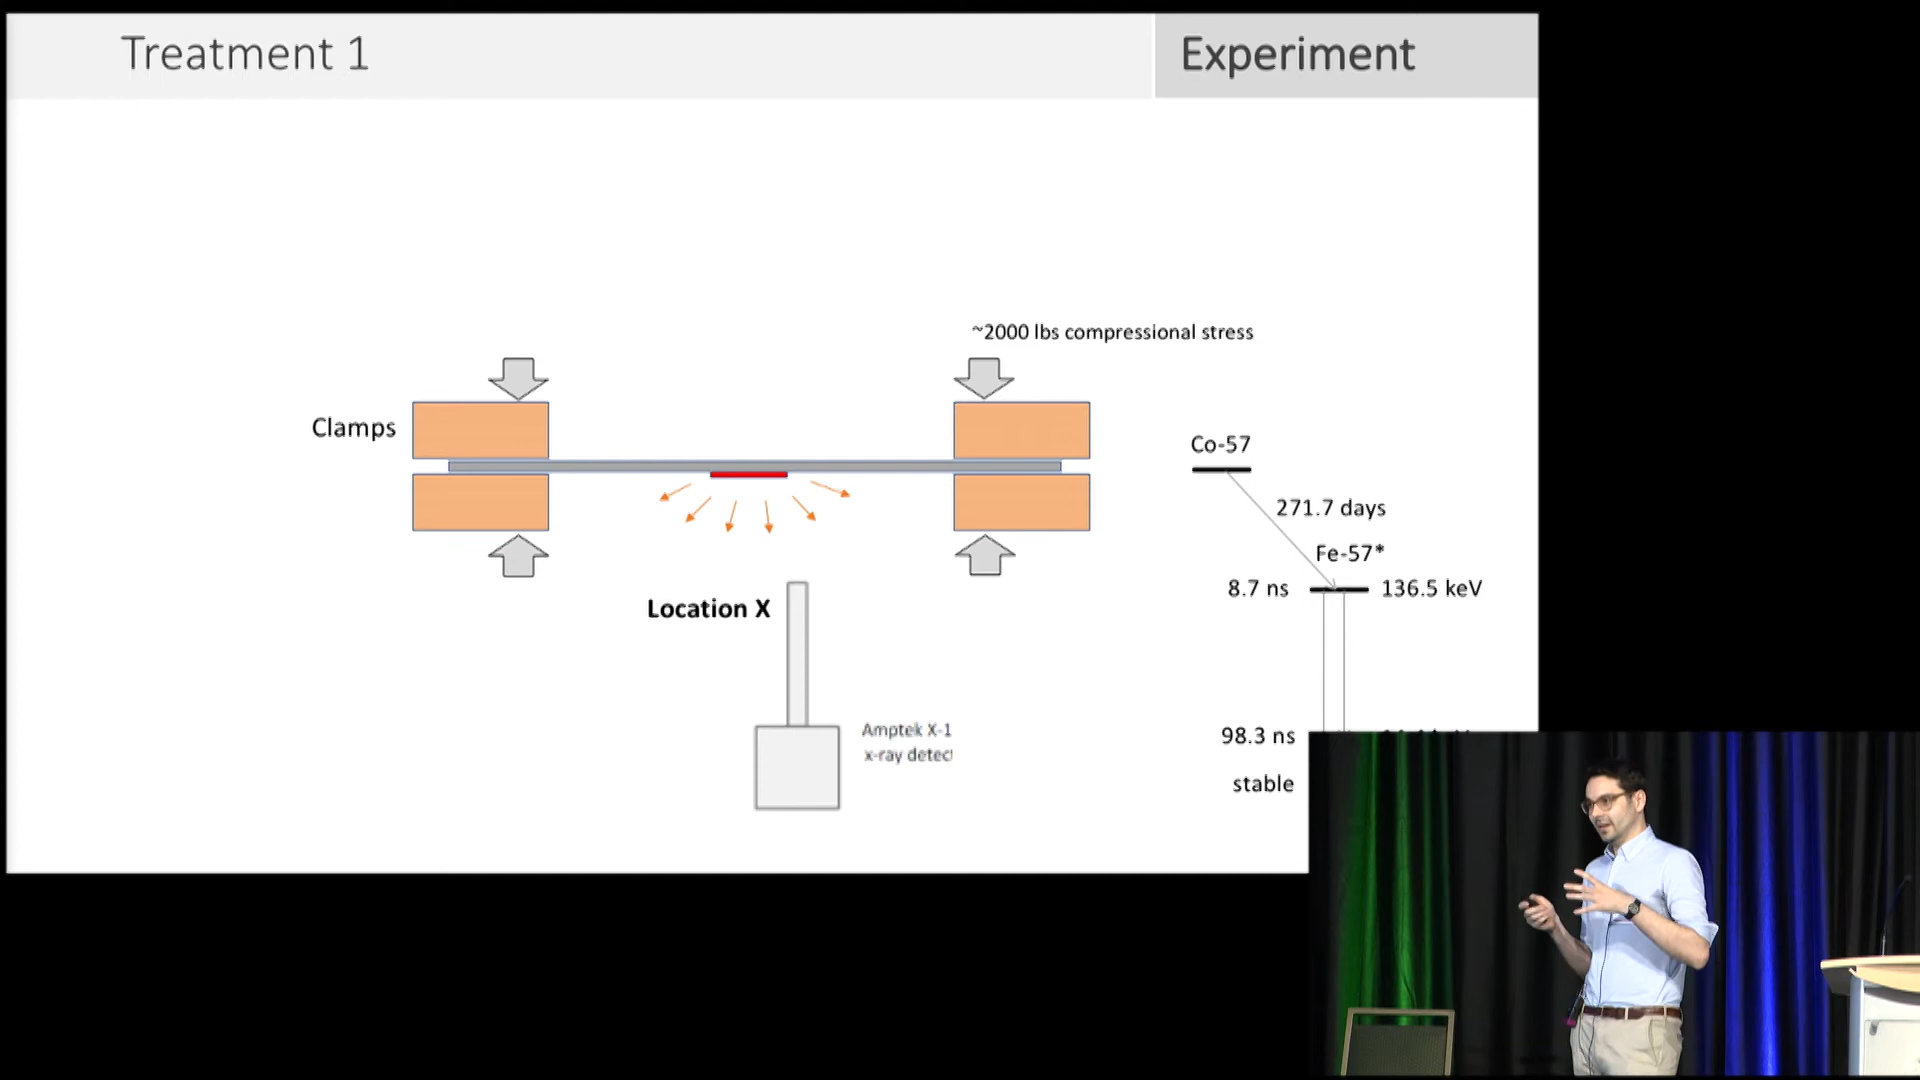 Treatment 1
Experiment
~2000 lbs compressional stress
Clamps
Co-57
271.7 days
Fe-57*
8.7 ns
136.5 keV
Location X
Amptek X-1
x-ray detec
98.3 ns
stable